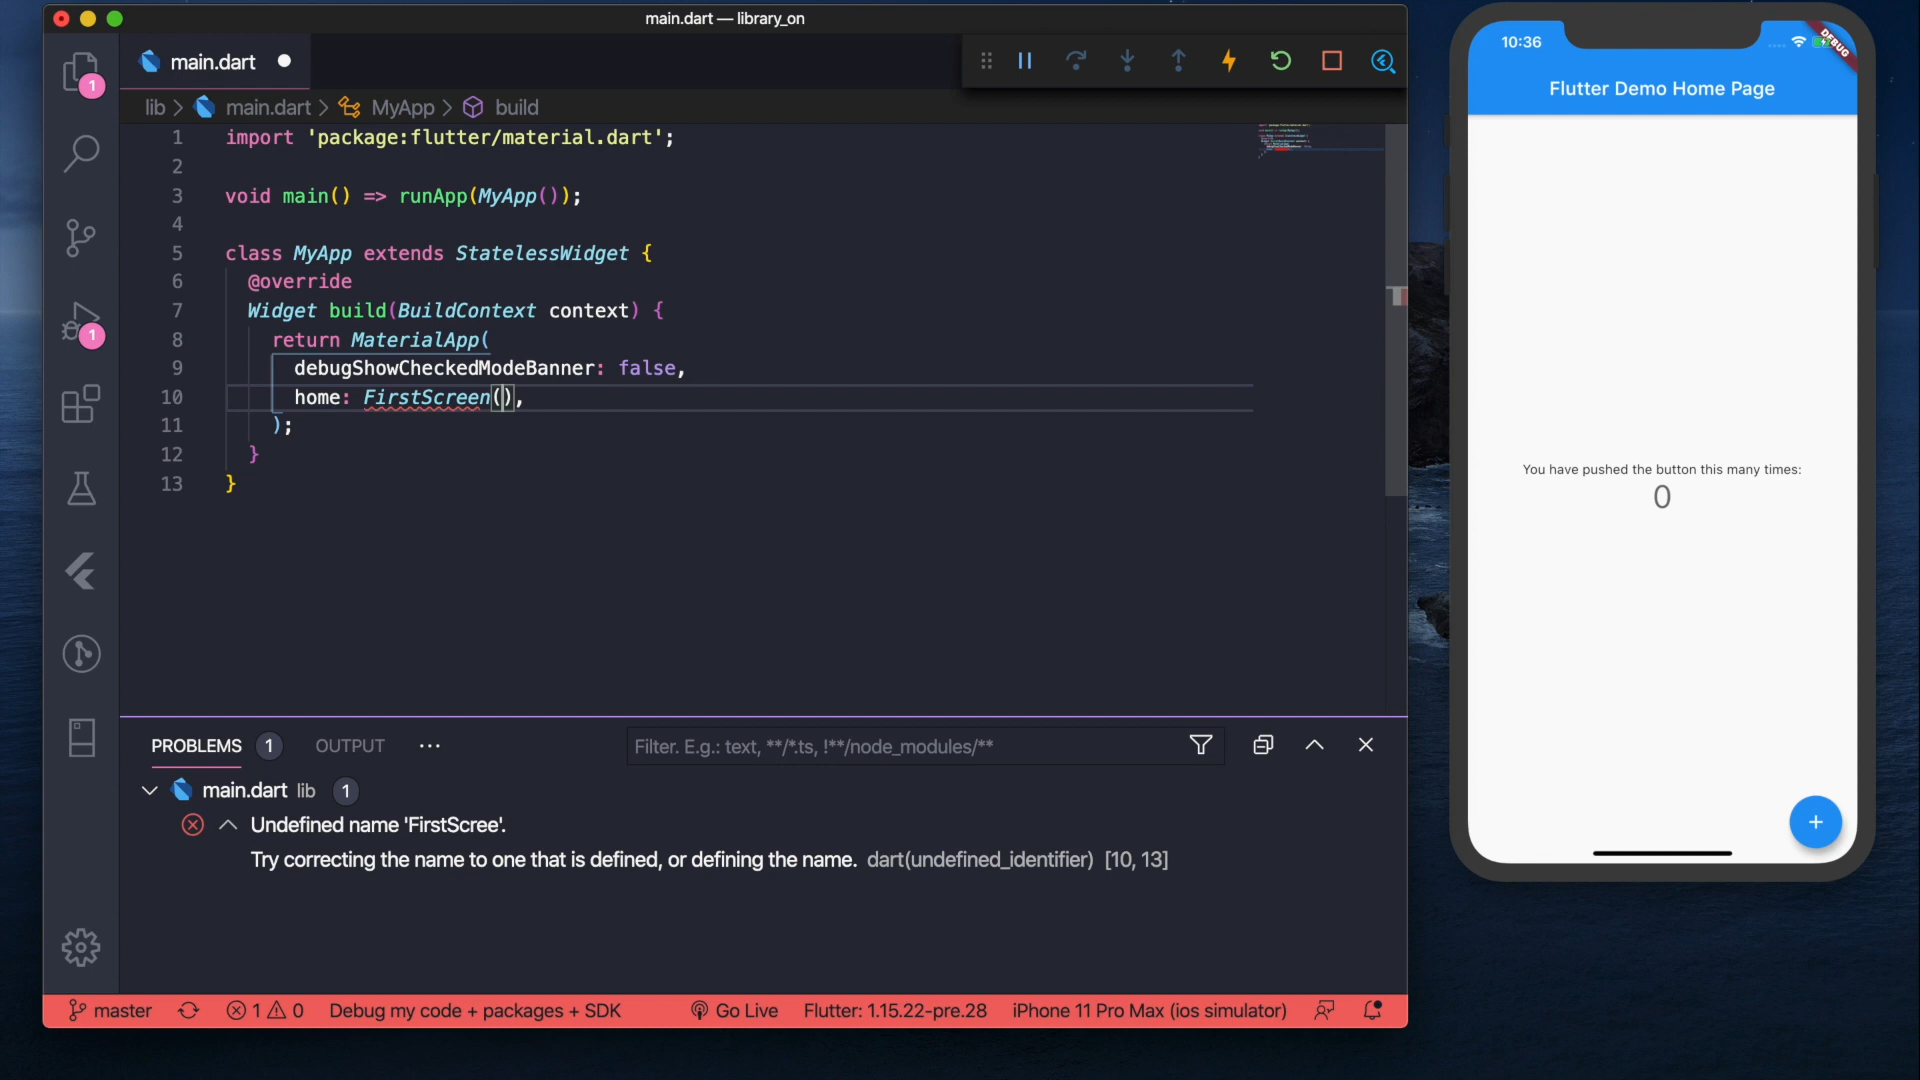 main.dart — library_on
main.dart
lib > main.dart > MyApp > build
1 import 'package:flutter/material.dart';
2
3 void main() => runApp(MyApp());
4
5 class MyApp extends StatelessWidget {
6 @override
7 Widget build(BuildContext context) {
8 return MaterialApp(
9 debugShowCheckedModeBanner: false,
10 home: FirstScreen(),
11 );
12 }
13 }
1
1
PROBLEMS 1 OUTPUT ··· Filter. E.g.: text, **/*.ts, !**/node_modules/**
main.dart lib 1
Undefined name 'FirstScree'.
Try correcting the name to one that is defined, or defining the name. dart(undefined_identifier) [10, 13]
master 1 0 Debug my code + packages + SDK Go Live Flutter: 1.15.22-pre.28 iPhone 11 Pro Max (ios simulator)
10:36
DEBUG
Flutter Demo Home Page
You have pushed the button this many times:
0
+